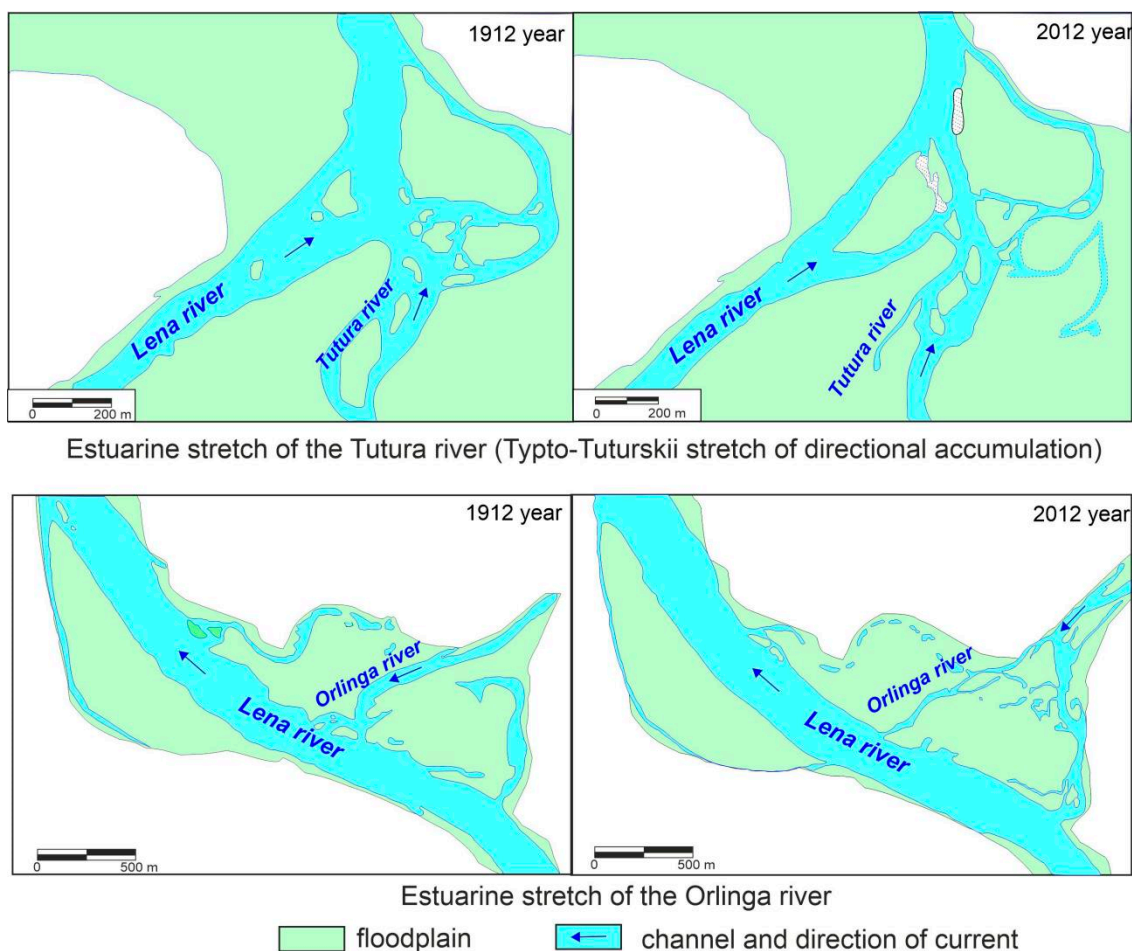 1912 year
Lena river
Tutura river
0 200 m
2012 year
Lena river
Tutura river
0 200 m
Estuarine stretch of the Tutura river (Typto-Tuturskii stretch of directional accumulation)
1912 year
Orlinga river
Lena river
0 500 m
2012 year
Orlinga river
Lena river
0 500 m
Estuarine stretch of the Orlinga river
floodplain channel and direction of current